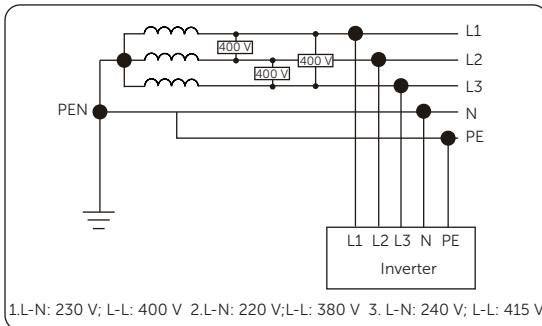 L1
400 V
L2
400 V
400 V
L3
PEN
N
PE
L1 L2 L3 N PE
Inverter
1.L-N: 230 V; L-L: 400 V 2.L-N: 220 V;L-L: 380 V 3. L-N: 240 V; L-L: 415 V